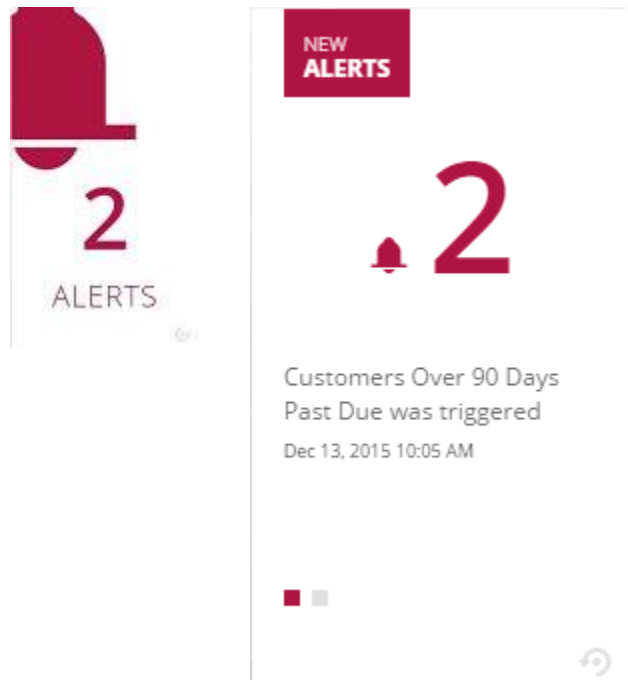 2
ALERTS
NEW
ALERTS
2
Customers Over 90 Days
Past Due was triggered
Dec 13, 2015 10:05 AM